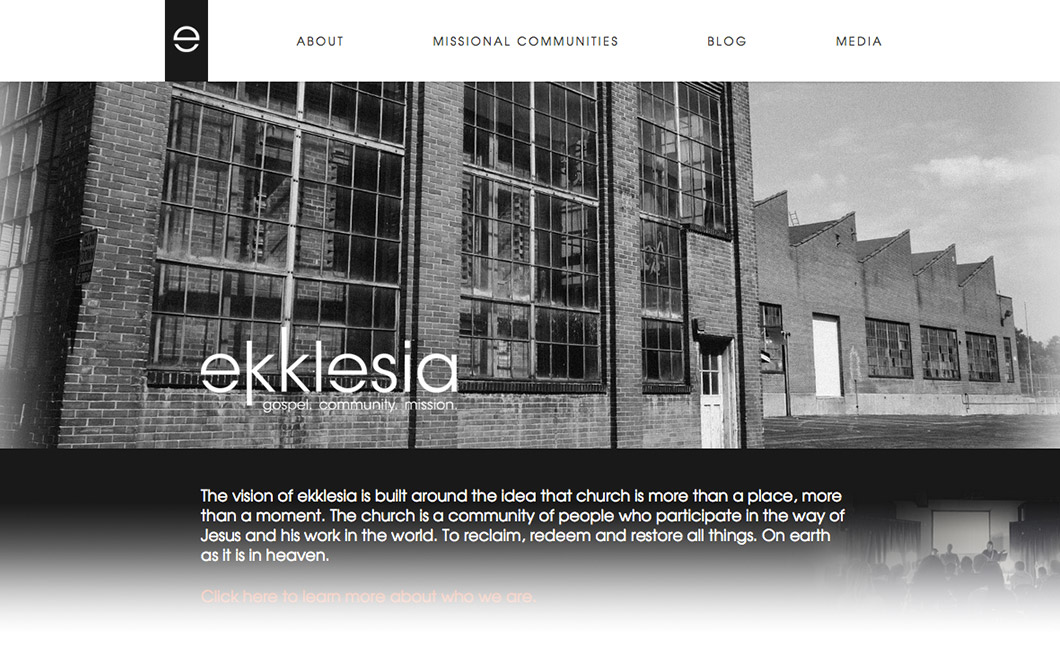 e
ABOUT MISSIONAL COMMUNITIES BLOG MEDIA
ekklesia
gospel. community. mission.
The vision of ekklesia is built around the idea that church is more than a place, more
than a moment. The church is a community of people who participate in the way of
Jesus and his work in the world. To reclaim, redeem and restore all things. On earth
as it is in heaven.
Click here to learn more about who we are.